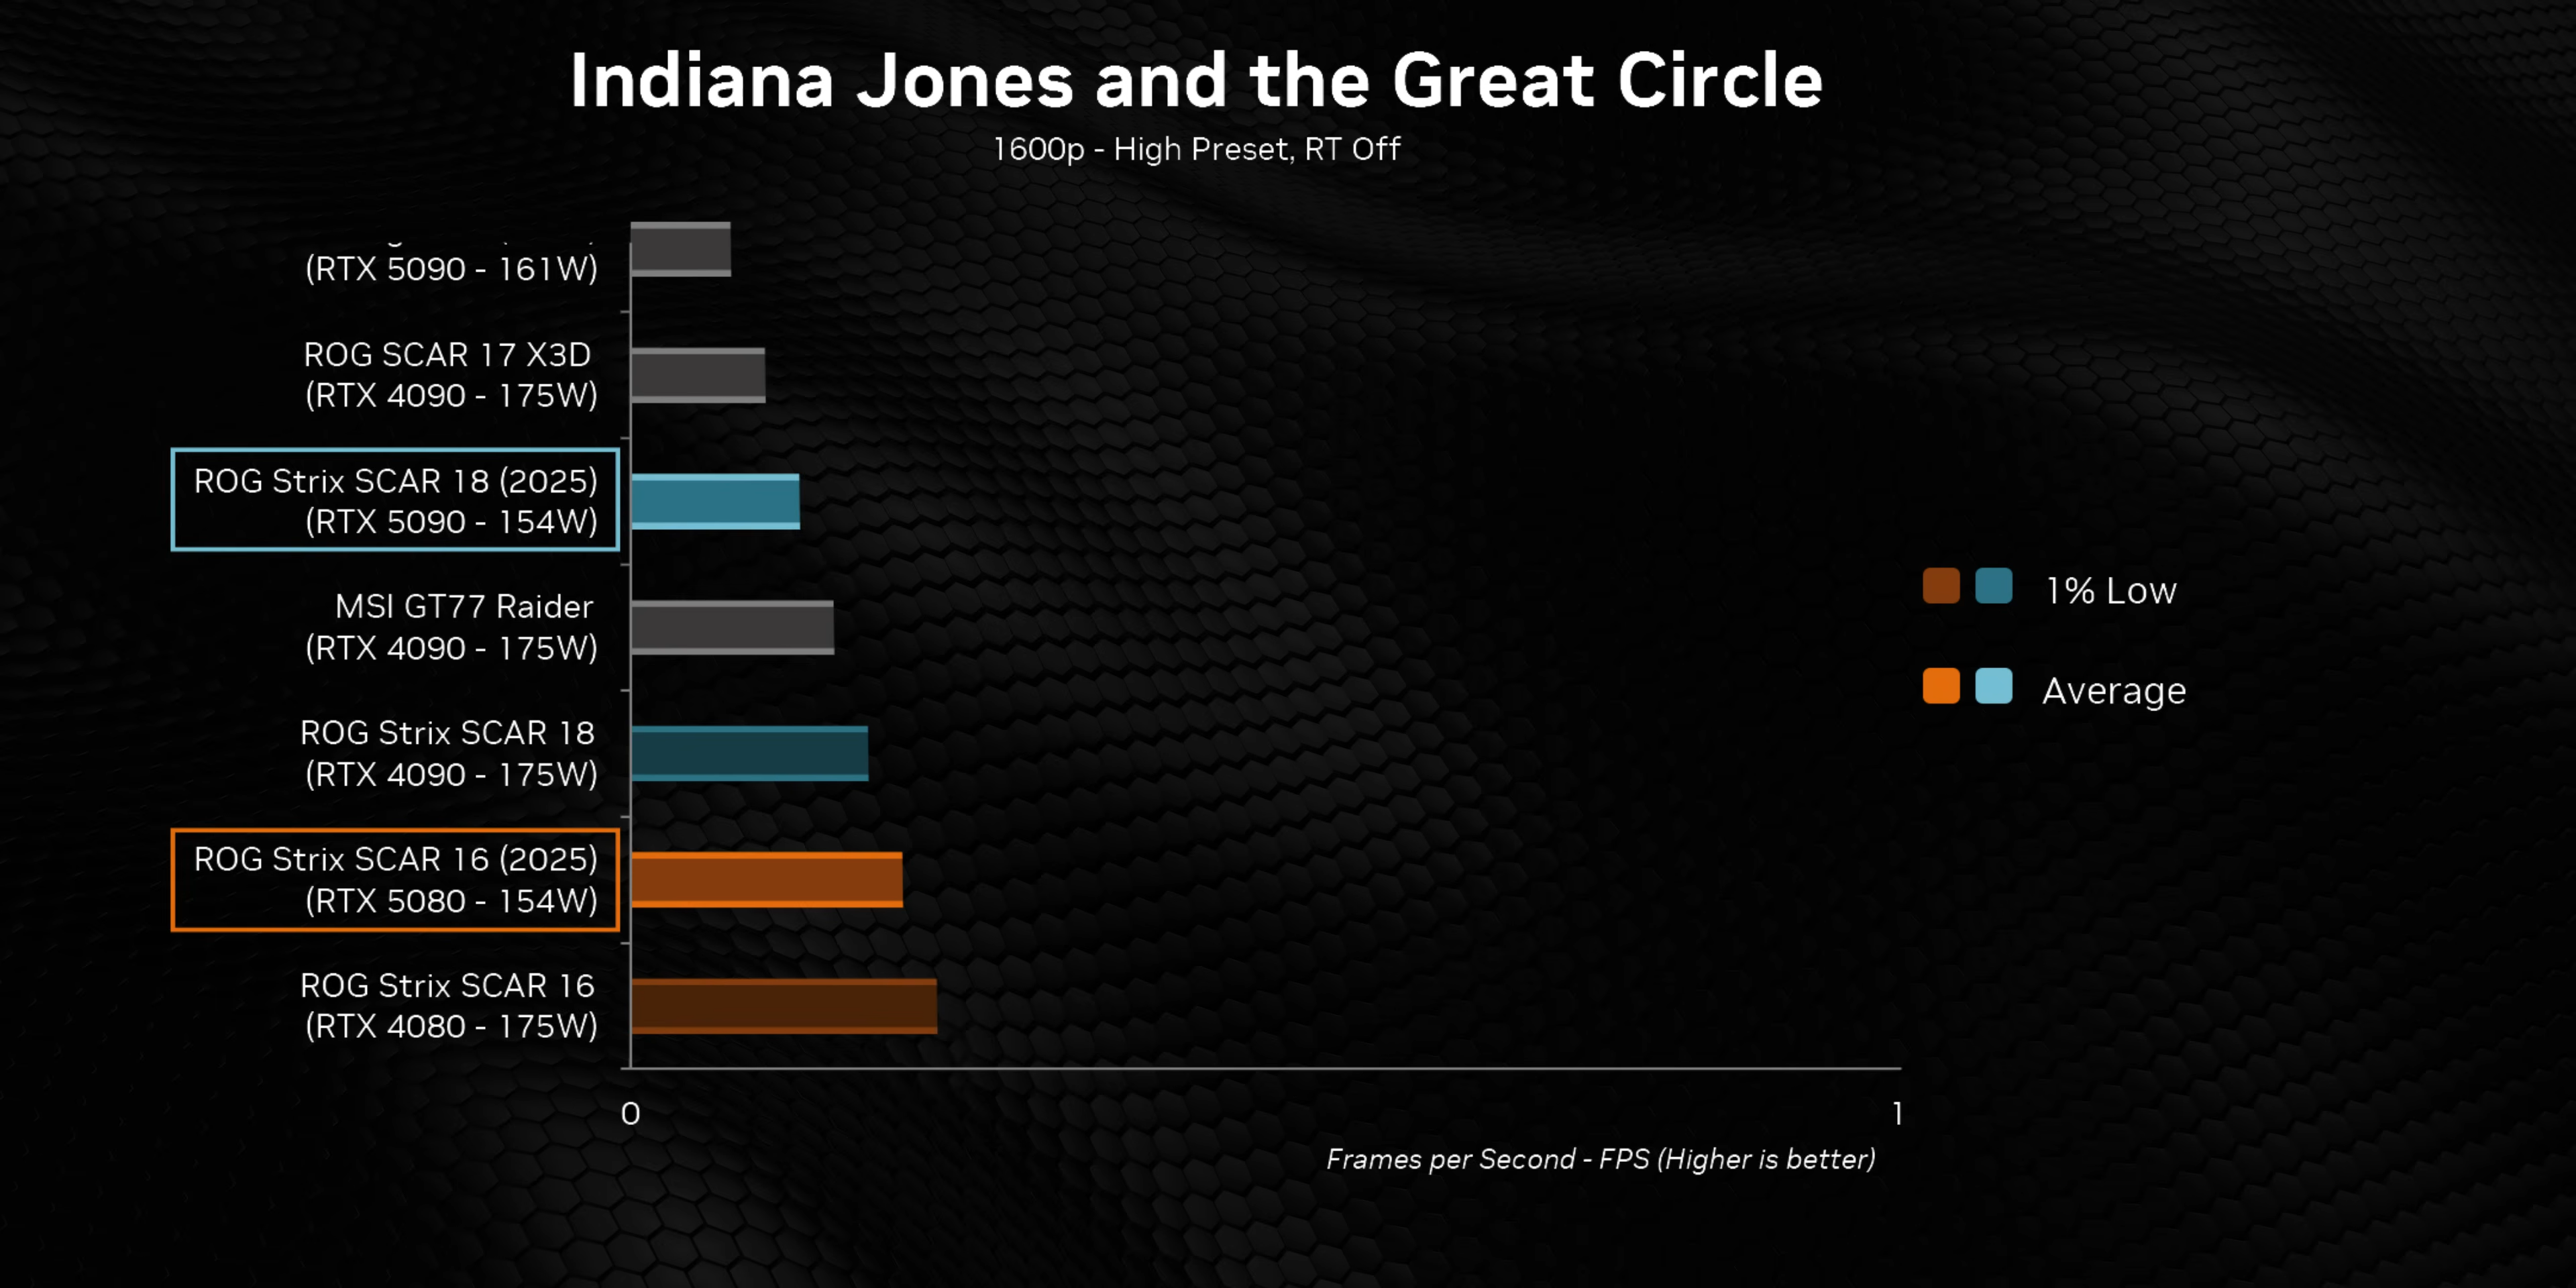 Indiana Jones and the Great Circle
1600p - High Preset, RT Off
(RTX 5090 - 161W)
ROG SCAR 17 X3D
(RTX 4090 - 175W)
ROG Strix SCAR 18 (2025)
(RTX 5090 - 154W)
MSI GT77 Raider
(RTX 4090 - 175W)
ROG Strix SCAR 18
(RTX 4090 - 175W)
ROG Strix SCAR 16 (2025)
(RTX 5080 - 154W)
ROG Strix SCAR 16
(RTX 4080 - 175W)
0
1
Frames per Second - FPS (Higher is better)
1% Low
Average